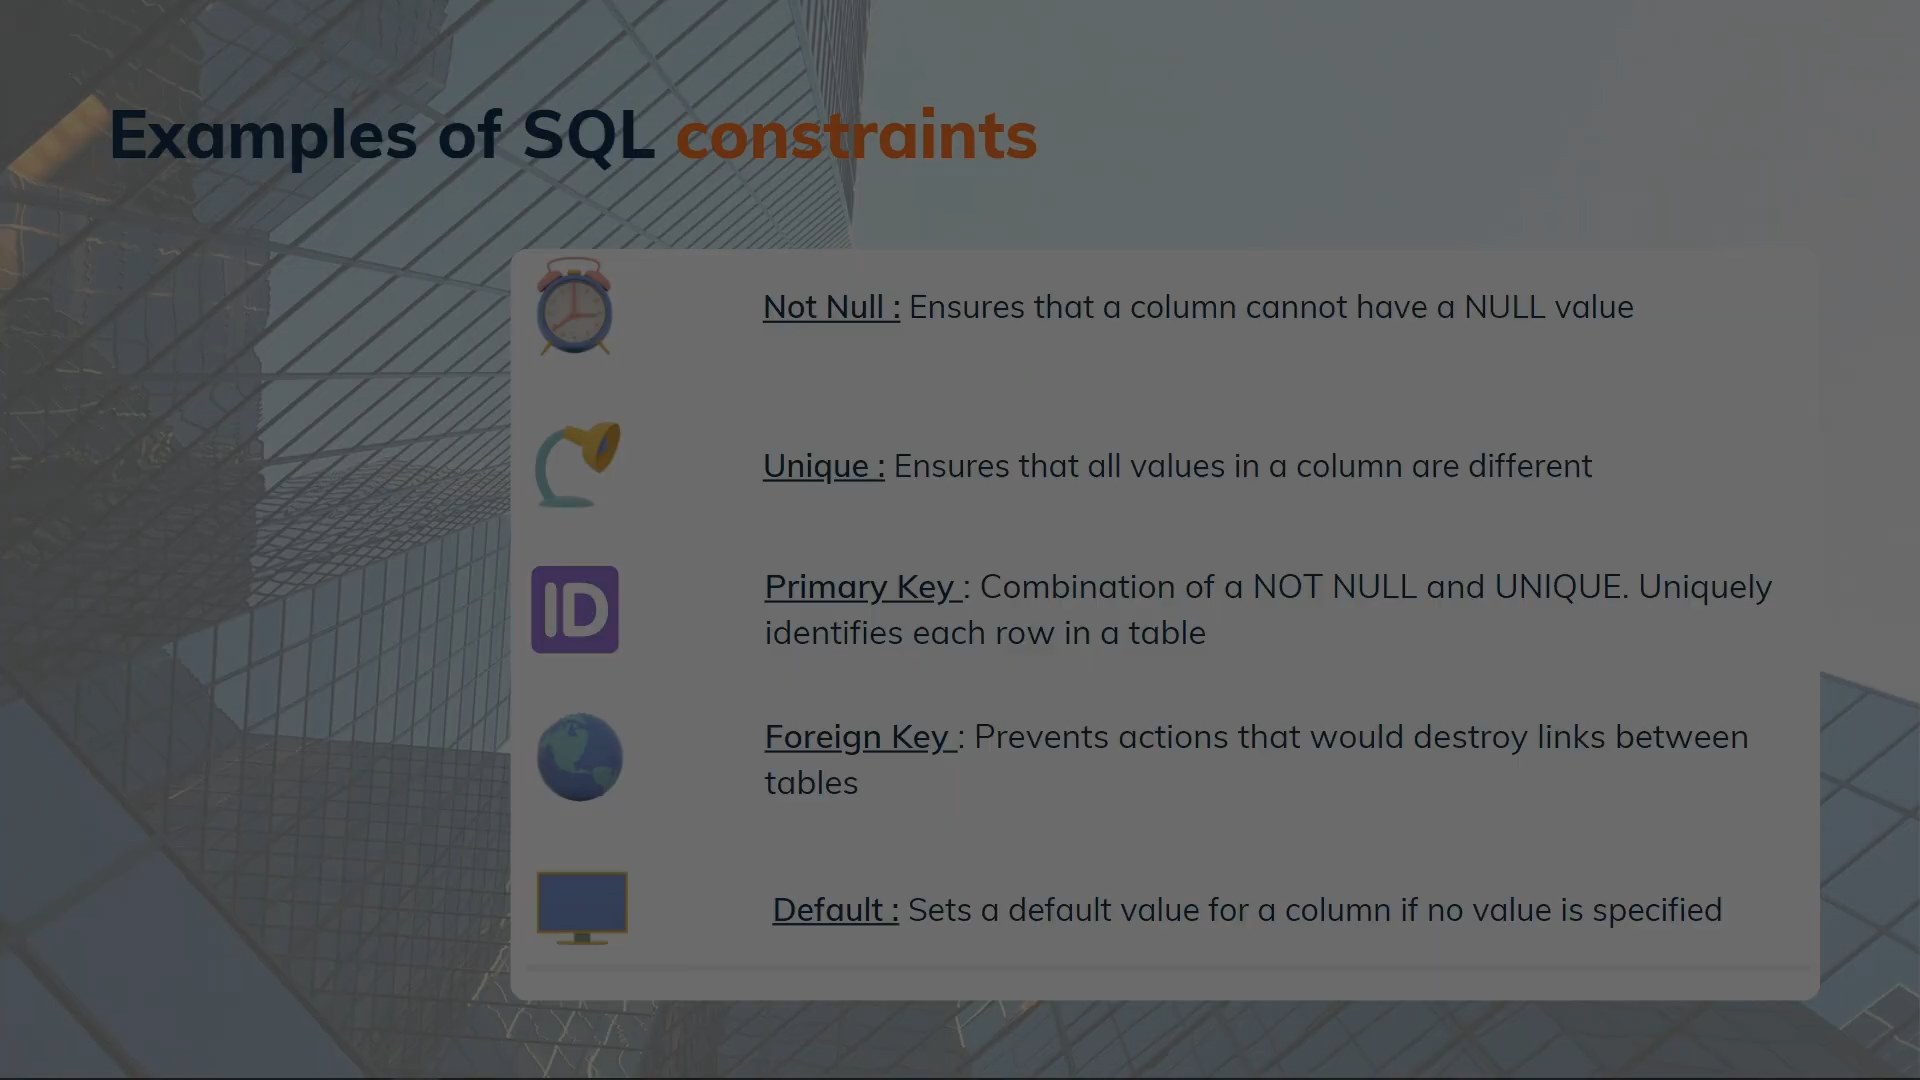 Examples of SQL constraints
Not Null : Ensures that a column cannot have a NULL value
Unique : Ensures that all values in a column are different
ID
Primary Key : Combination of a NOT NULL and UNIQUE. Uniquely
identifies each row in a table
Foreign Key : Prevents actions that would destroy links between
tables
Default : Sets a default value for a column if no value is specified